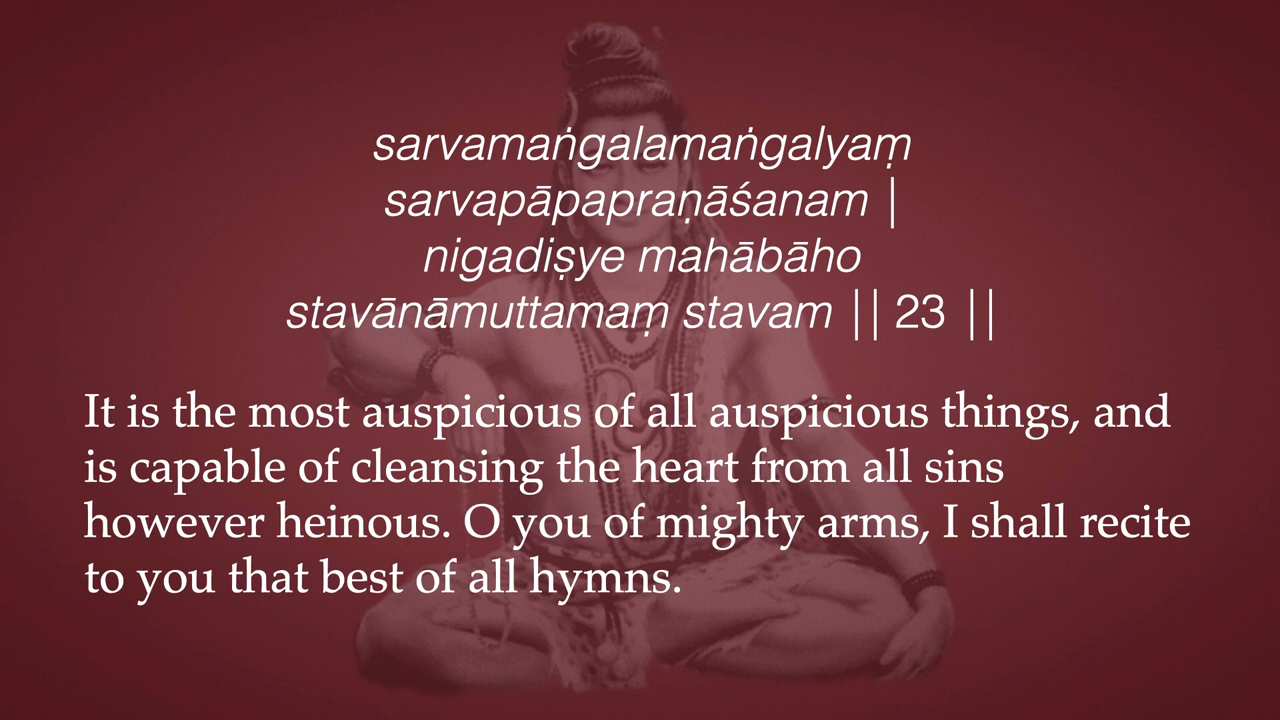 sarvamaṅgalamaṅgalyaṃ
sarvapāpapraṇāśanam |
nigadiṣye mahābāho
stavānāmuttamaṃ stavam || 23 ||
It is the most auspicious of all auspicious things, and
is capable of cleansing the heart from all sins
however heinous. O you of mighty arms, I shall recite
to you that best of all hymns.